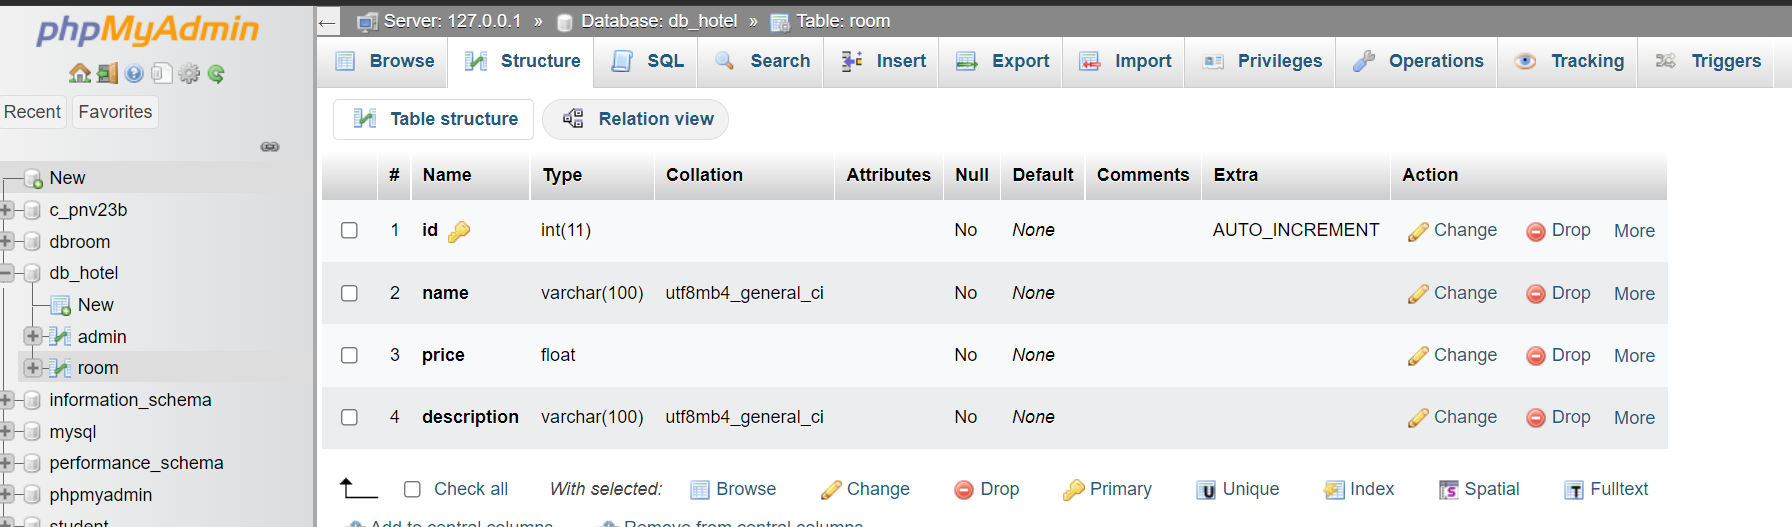 phpMyAdmin
Recent Favorites
New
c_pnv23b
dbroom
db_hotel
New
admin
room
information_schema
mysql
performance_schema
phpmyadmin
student
Server: 127.0.0.1 » Database: db_hotel » Table: room
Browse Structure SQL Search Insert Export Import Privileges Operations Tracking Triggers
Table structure Relation view
# Name Type Collation Attributes Null Default Comments Extra Action
1 id int(11) No None AUTO_INCREMENT Change Drop More
2 name varchar(100) utf8mb4_general_ci No None Change Drop More
3 price float No None Change Drop More
4 description varchar(100) utf8mb4_general_ci No None Change Drop More
Check all With selected: Browse Change Drop Primary Unique Index Spatial Fulltext
Add to central columns Remove from central columns